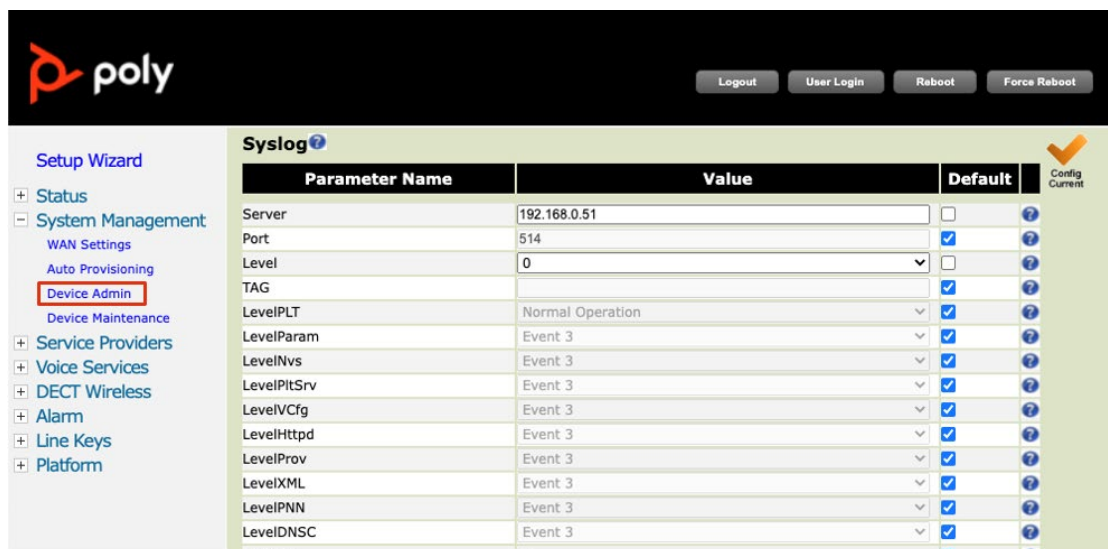 poly
Logout User Login Reboot Force Reboot
Setup Wizard
Status
System Management
WAN Settings
Auto Provisioning
Device Admin
Device Maintenance
Service Providers
Voice Services
DECT Wireless
Alarm
Line Keys
Platform
Syslog
Config
Current
Parameter Name Value Default
Server 192.168.0.51
Port 514
Level 0
TAG
LevelPLT Normal Operation
LevelParam Event 3
LevelNvs Event 3
LevelPltSrv Event 3
LevelVCfg Event 3
LevelHttpd Event 3
LevelProv Event 3
LevelXML Event 3
LevelPNN Event 3
LevelDNSC Event 3